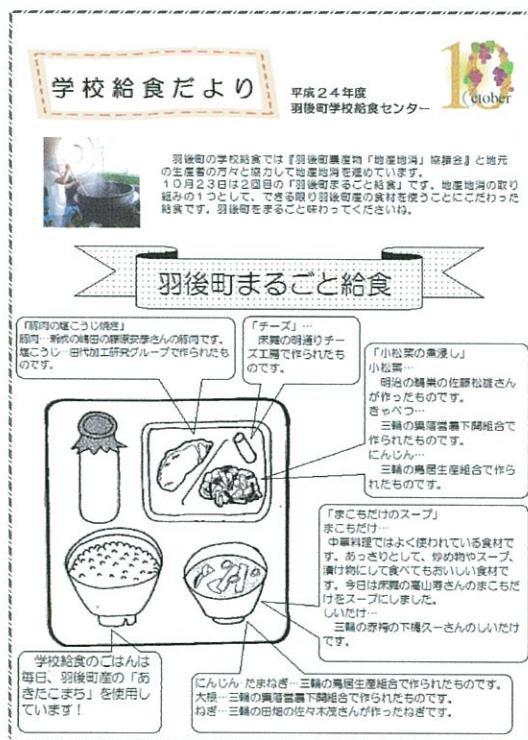 学校給食だより
平成24年度
羽後町学校給食センター
10
October
羽後町の学校給食では『羽後町農産物「地産地消」協議会』と地元
の生産者の方々と協力して地産地消を進めています。
10月23日は2回目の「羽後町まるごと給食」です。地産地消の取り
組みの1つとして、できる限り羽後町産の食材を使うことにこだわった
給食です。羽後町をまるごと味わってくださいね。
羽後町まるごと給食
「豚肉の塩こうじ焼き」
豚肉…新成の嶋田の藤原安彦さんの豚肉です。
塩こうじ…田代加工研究グループで作られたも
のです。
「チーズ」…
床舞の明通りチー
ズ工房で作られたも
のです。
「小松菜の煮浸し」
小松菜…
明治の鵜巣の佐藤松雄さん
が作ったものです。
きゃべつ…
三輪の集落営農下開組合で
作られたものです。
にんじん…
三輪の鳥居生産組合で作ら
れたものです。
「まこもだけのスープ」
まこもだけ…
中華料理ではよく使われている食材で
す。あっさりとして、炒め物やスープ、
漬け物にして食べてもおいしい食材で
す。今日は床舞の高山寿さんのまこもだ
けをスープにしました。
しいたけ…
三輪の赤袴の下橋久一さんのしいたけ
です。
学校給食のごはんは
毎日、羽後町産の「あ
きたこまち」を使用し
ています!
にんじん・たまねぎ…三輪の鳥居生産組合で作られたものです。
大根…三輪の集落営農下開組合で作られたものです。
ねぎ…三輪の田畑の佐々木茂さんが作ったねぎです。